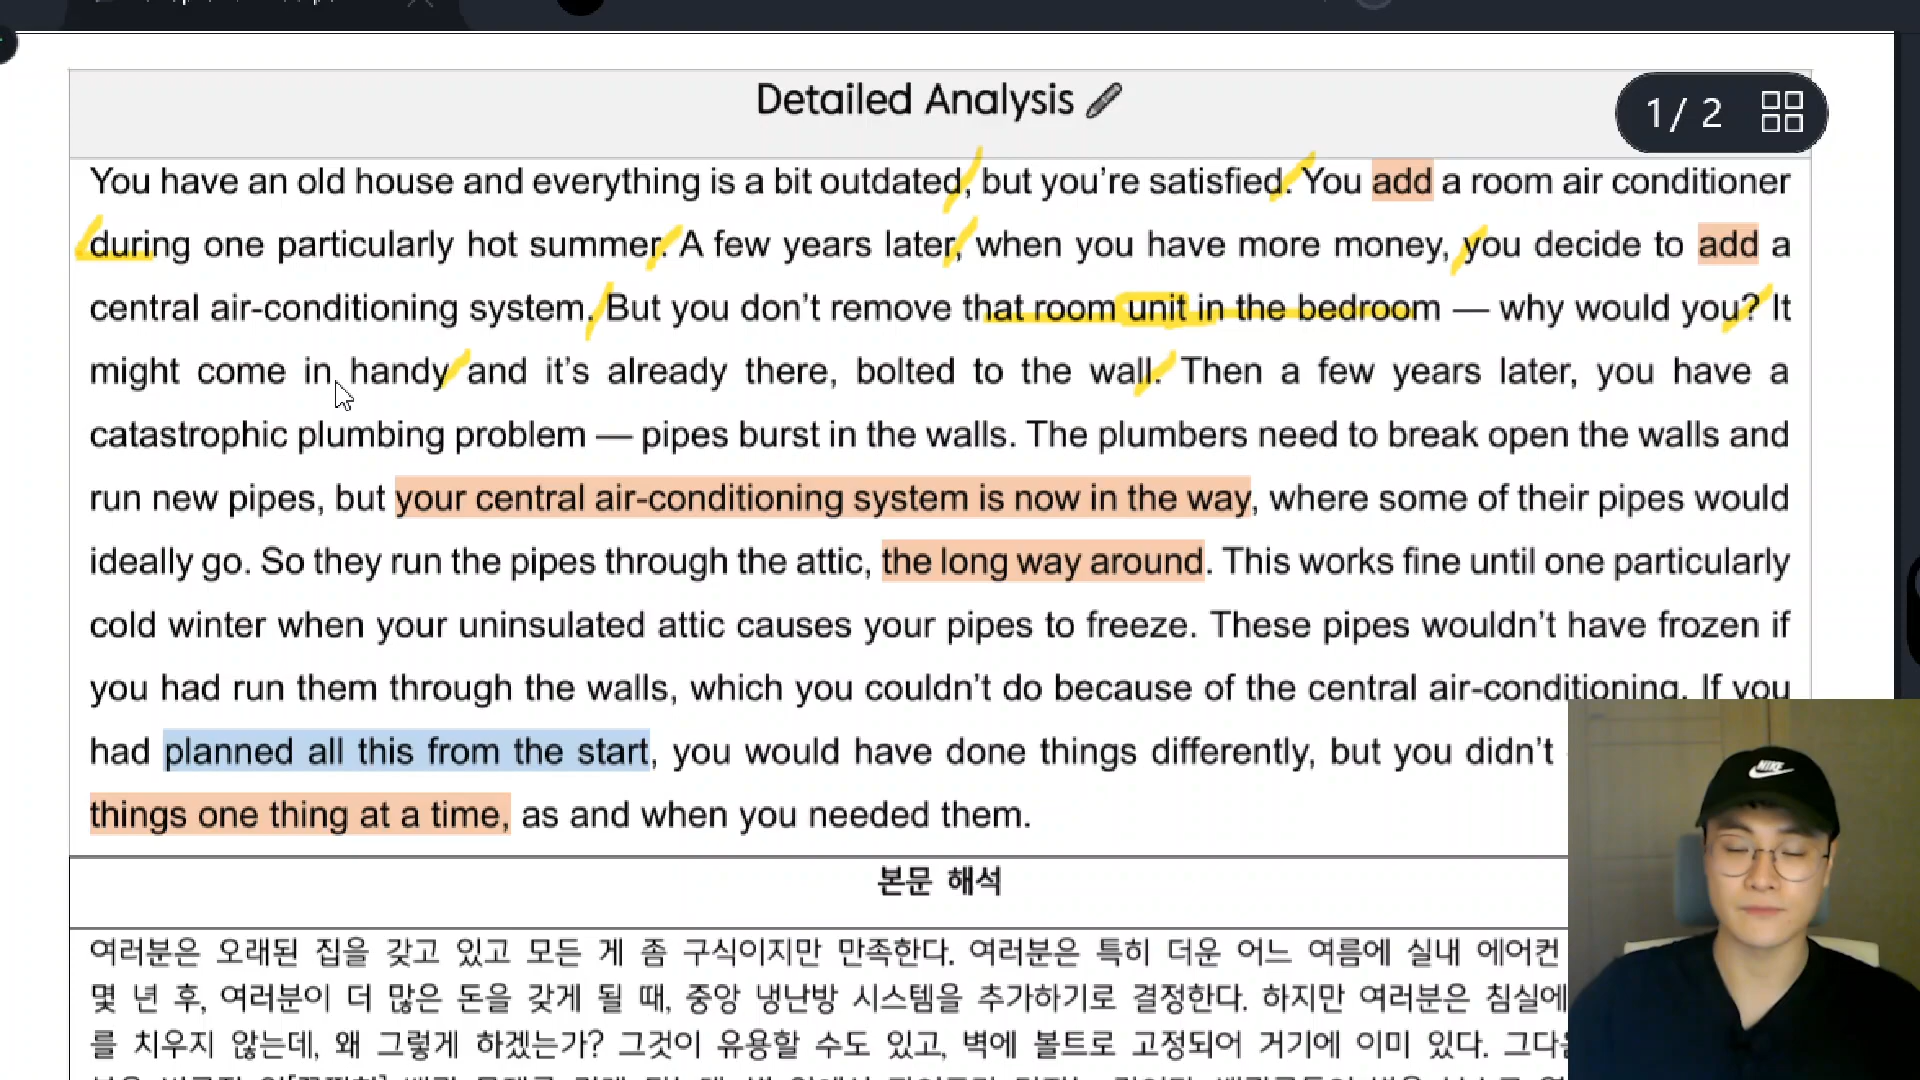 Detailed Analysis
1 / 2
You have an old house and everything is a bit outdated, but you’re satisfied. You add a room air conditioner
during one particularly hot summer. A few years later, when you have more money, you decide to add a
central air-conditioning system. But you don’t remove that room unit in the bedroom — why would you? It
might come in handy and it’s already there, bolted to the wall. Then a few years later, you have a
catastrophic plumbing problem — pipes burst in the walls. The plumbers need to break open the walls and
run new pipes, but your central air-conditioning system is now in the way, where some of their pipes would
ideally go. So they run the pipes through the attic, the long way around. This works fine until one particularly
cold winter when your uninsulated attic causes your pipes to freeze. These pipes wouldn’t have frozen if
you had run them through the walls, which you couldn’t do because of the central air-conditioning. If you
had planned all this from the start, you would have done things differently, but you didn’t
things one thing at a time, as and when you needed them.
NIKE
본문 해석
여러분은 오래된 집을 갖고 있고 모든 게 좀 구식이지만 만족한다. 여러분은 특히 더운 어느 여름에 실내 에어컨
몇 년 후, 여러분이 더 많은 돈을 갖게 될 때, 중앙 냉난방 시스템을 추가하기로 결정한다. 하지만 여러분은 침실에
를 치우지 않는데, 왜 그렇게 하겠는가? 그것이 유용할 수도 있고, 벽에 볼트로 고정되어 거기에 이미 있다.